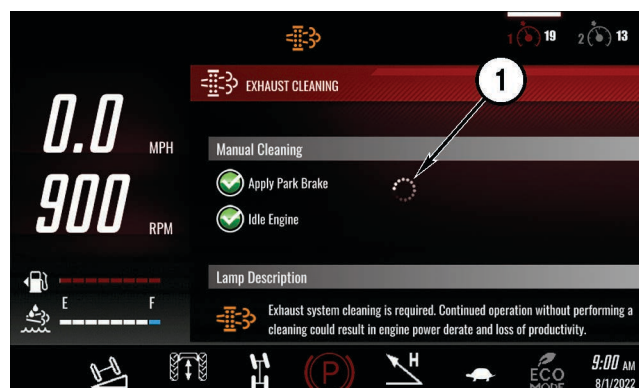 1 19 2 13
EXHAUST CLEANING
1
0.0 MPH
Manual Cleaning
Apply Park Brake
900 RPM
Idle Engine
Lamp Description
E F
Exhaust system cleaning is required. Continued operation without performing a
cleaning could result in engine power derate and loss of productivity.
P
H
ECO
MODE
9:00 AM
8/1/2022